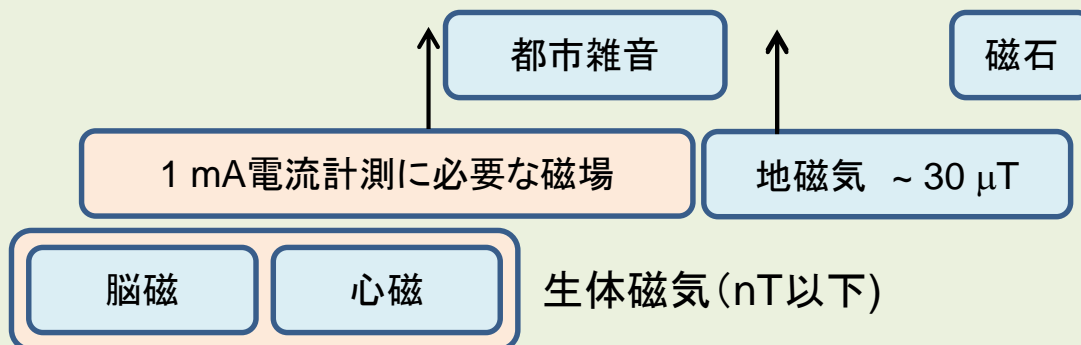 都市雑音
磁石
1 mA電流計測に必要な磁場
地磁気 ~ 30 μT
脳磁
心磁
生体磁気(nT以下)